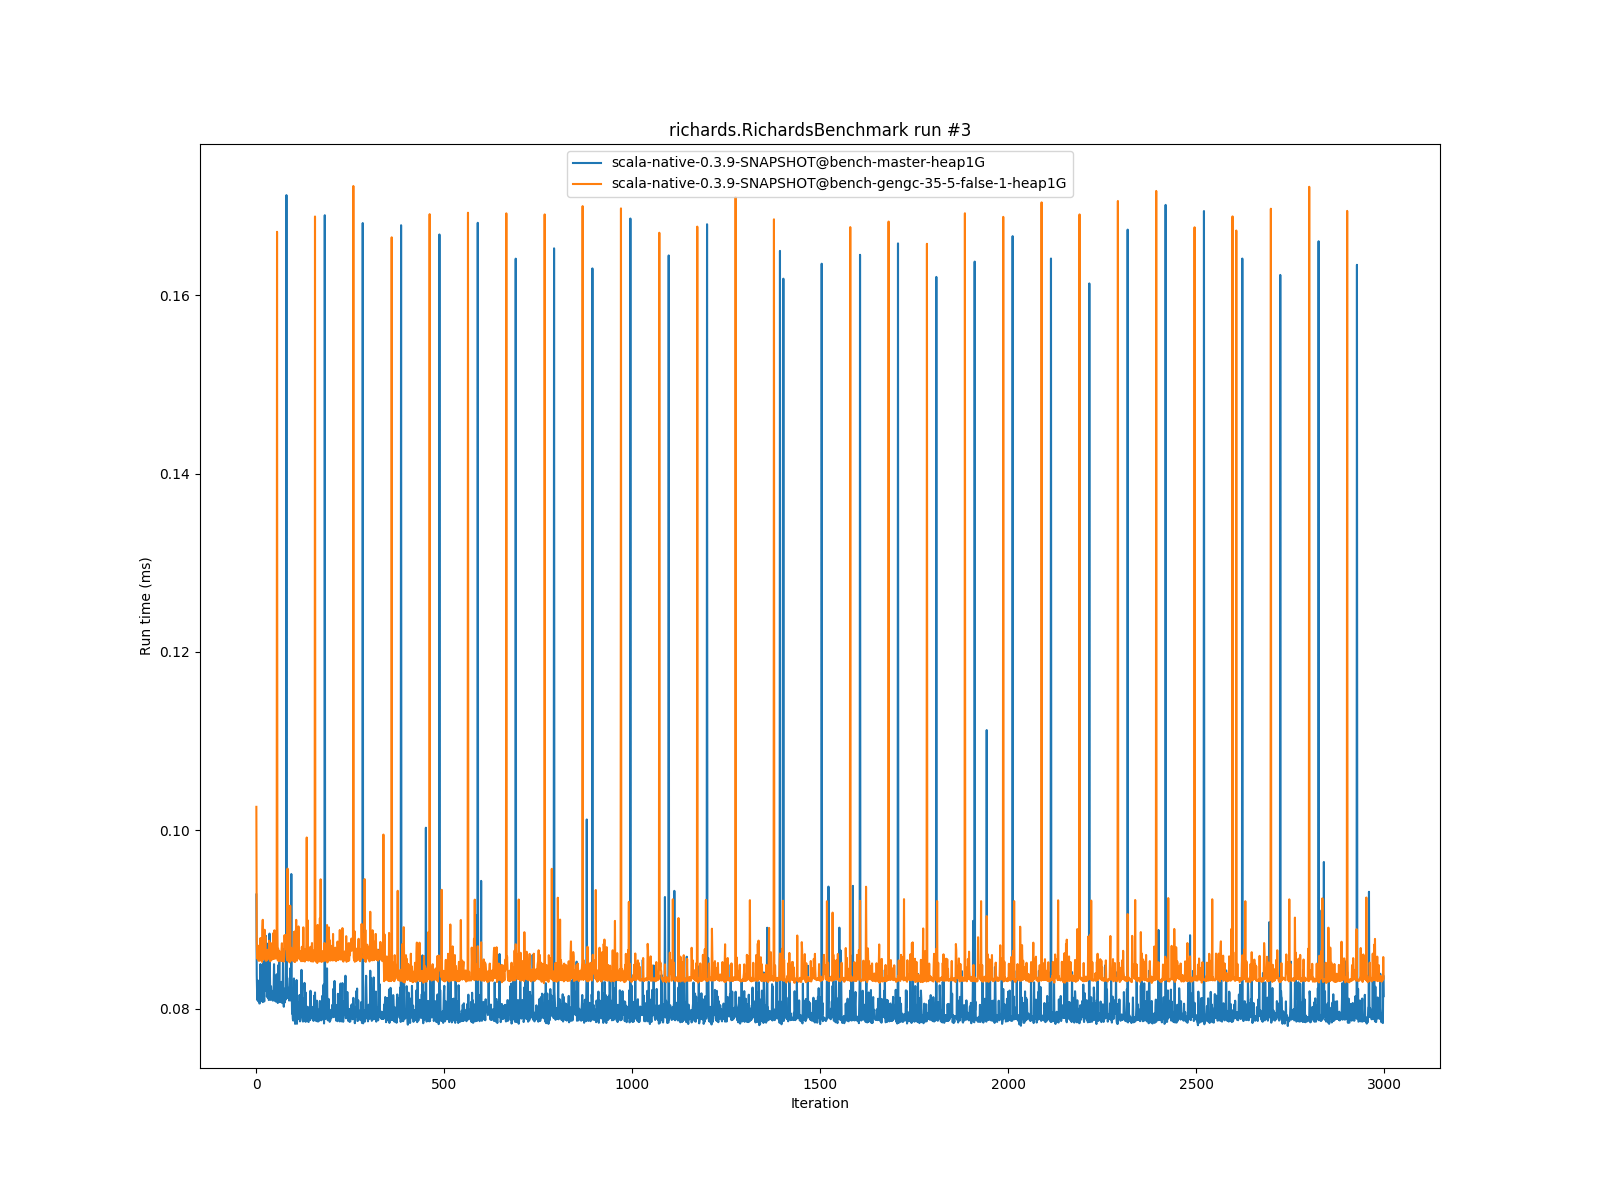 richards.RichardsBenchmark run #3
scala-native-0.3.9-SNAPSHOT@bench-master-heap1G
scala-native-0.3.9-SNAPSHOT@bench-gengc-35-5-false-1-heap1G
0.16
0.14
0.12
0.10
0.08
Run time (ms)
0
500
1000
1500
2000
2500
3000
Iteration